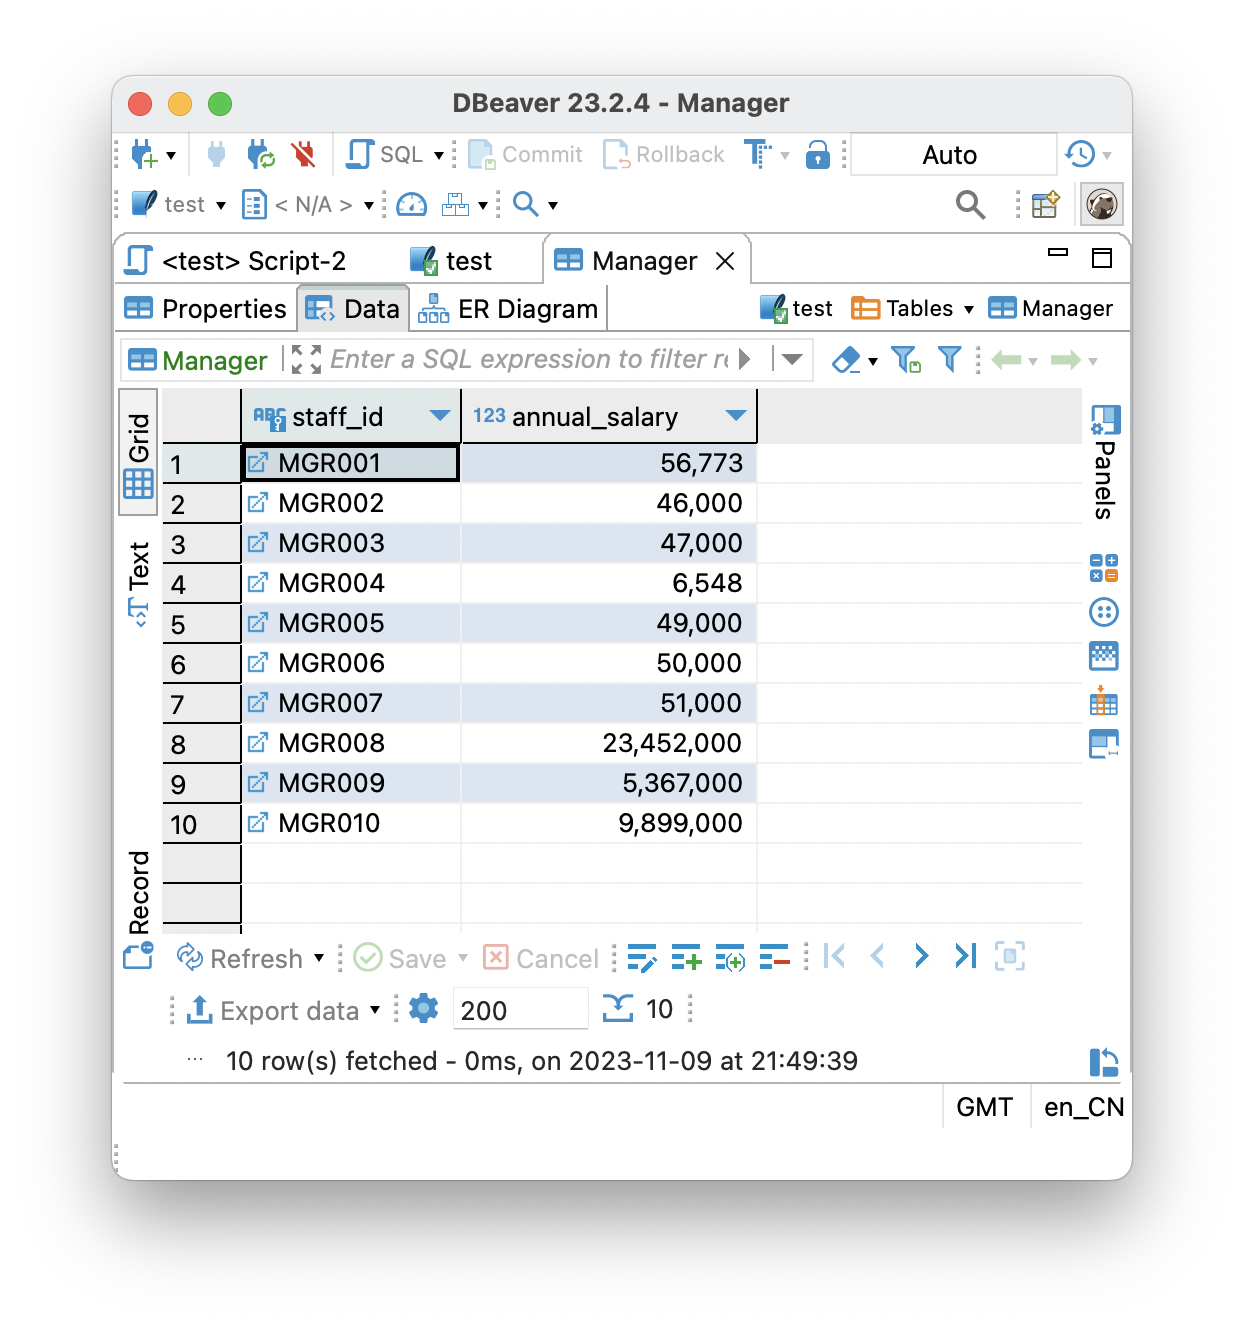 DBeaver 23.2.4 - Manager
SQL Commit Rollback Auto
test < N/A >
<test> Script-2 test Manager
Properties Data ER Diagram test Tables Manager
Manager Enter a SQL expression to filter re
Grid
Text
Record
Panels
ABC staff_id 123 annual_salary
1 MGR001 56,773
2 MGR002 46,000
3 MGR003 47,000
4 MGR004 6,548
5 MGR005 49,000
6 MGR006 50,000
7 MGR007 51,000
8 MGR008 23,452,000
9 MGR009 5,367,000
10 MGR010 9,899,000
Refresh Save Cancel
Export data 200 10
... 10 row(s) fetched - 0ms, on 2023-11-09 at 21:49:39
GMT en_CN